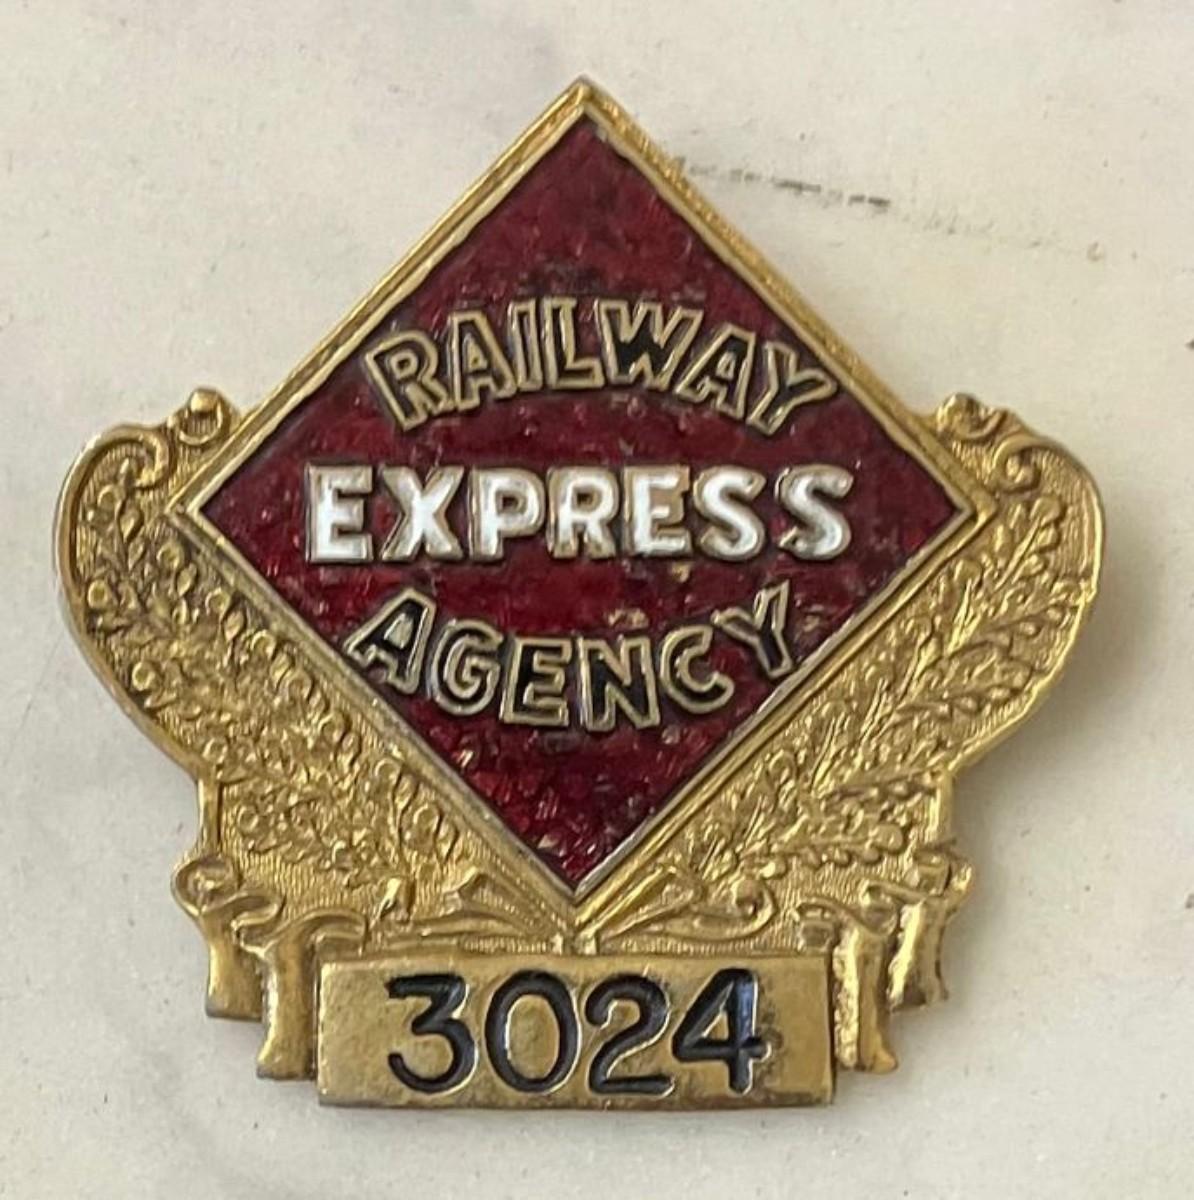 RAILWAY
EXPRESS
AGENCY
3024